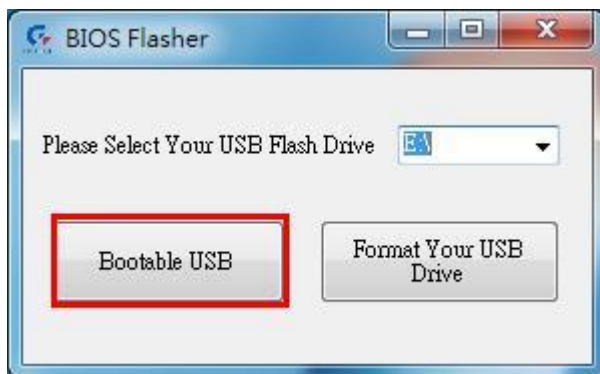 BIOS Flasher
Please Select Your USB Flash Drive E:\
Bootable USB
Format Your USB
Drive